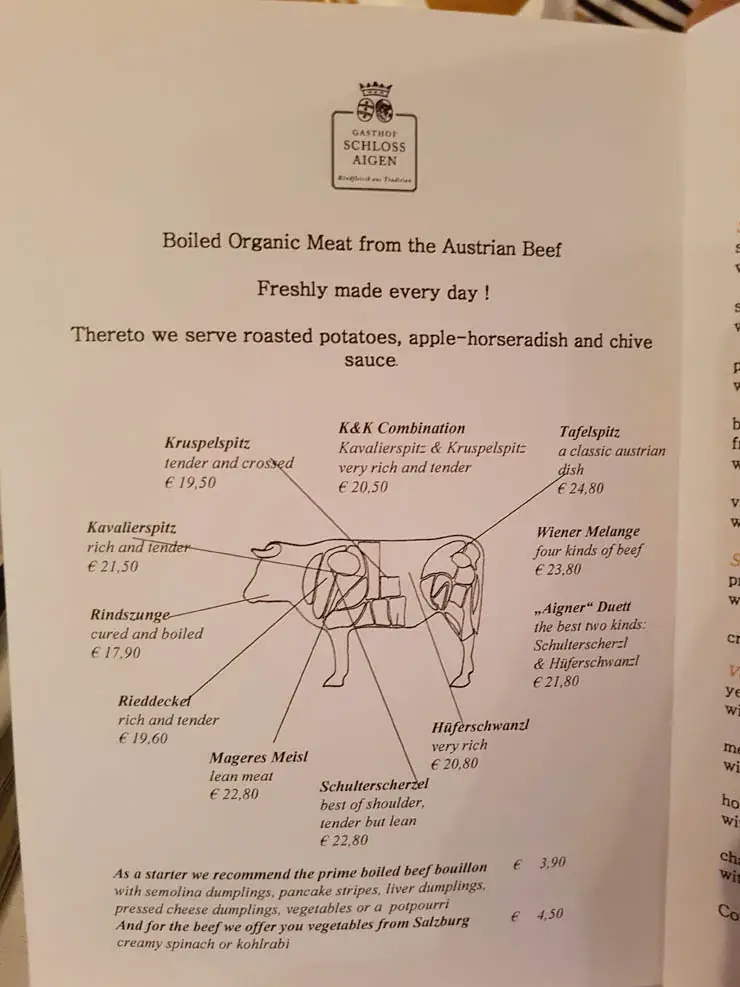 GASTHOF
SCHLOSS
AIGEN
Rindfleisch aus Tradition
Boiled Organic Meat from the Austrian Beef
Freshly made every day !
Thereto we serve roasted potatoes, apple-horseradish and chive
sauce.
Kruspelspitz
tender and crossed
€ 19,50
K&K Combination
Kavalierspitz & Kruspelspitz
very rich and tender
€ 20,50
Tafelspitz
a classic austrian
dish
€ 24,80
Kavalierspitz
rich and tender
€ 21,50
Wiener Melange
four kinds of beef
€ 23,80
Rindszunge
cured and boiled
€ 17,90
„Aigner“ Duett
the best two kinds:
Schulterscherzl
& Hüferschwanzl
€ 21,80
Rieddeckel
rich and tender
€ 19,60
Hüferschwanzl
very rich
€ 20,80
Mageres Meisl
lean meat
€ 22,80
Schulterscherzel
best of shoulder,
tender but lean
€ 22,80
As a starter we recommend the prime boiled beef bouillon € 3,90
with semolina dumplings, pancake stripes, liver dumplings,
pressed cheese dumplings, vegetables or a potpourri
And for the beef we offer you vegetables from Salzburg € 4,50
creamy spinach or kohlrabi